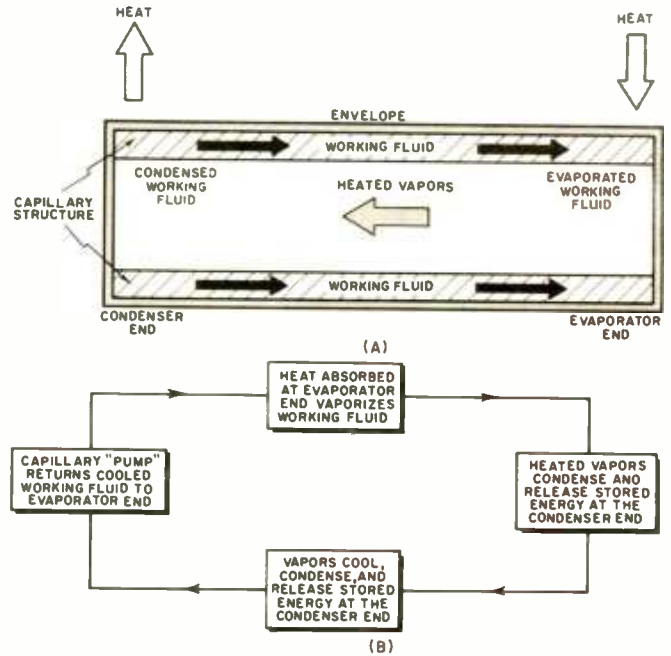 HEAT
HEAT
ENVELOPE
WORKING FLUID
CONDENSED
WORKING
FLUID
HEATED VAPORS
EVAPORATED
WORKING
FLUID
CAPILLARY
STRUCTURE
WORKING FLUID
CONDENSER
END
EVAPORATOR
END
(A)
HEAT ABSORBED
AT EVAPORATOR
END VAPORIZES
WORKING FLUID
CAPILLARY "PUMP"
RETURNS COOLED
WORKING FLUID TO
EVAPORATOR END
HEATED VAPORS
CONDENSE AND
RELEASE STORED
ENERGY AT THE
CONDENSER END
VAPORS COOL,
CONDENSE, AND
RELEASE STORED
ENERGY AT THE
CONDENSER END
(B)